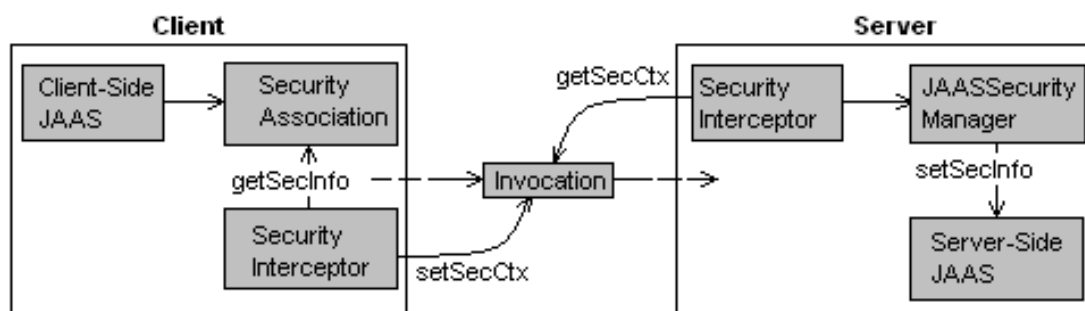 Client
Server
Client-Side
JAAS
Security
Association
getSecInfo
Security
Interceptor
setSecCtx
Invocation
getSecCtx
Security
Interceptor
JAASSecurity
Manager
setSecInfo
Server-Side
JAAS